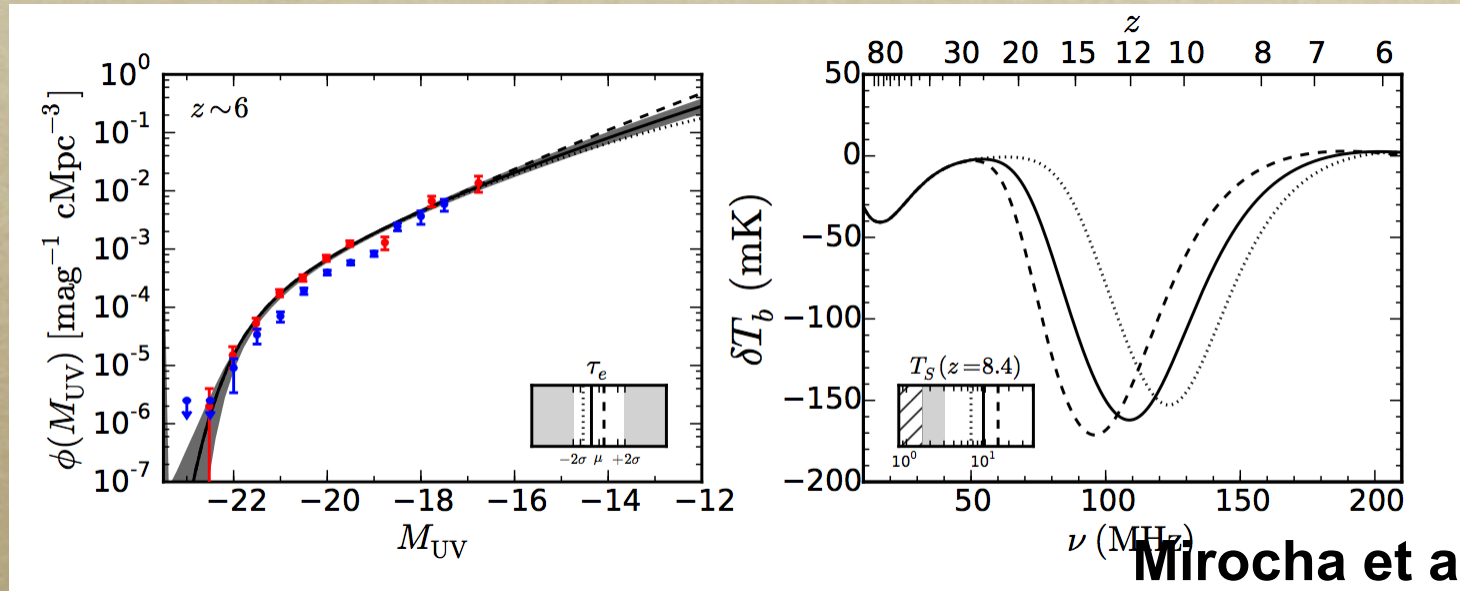 z
80 30 20 15 12 10 8 7 6
10^0
10^-1
10^-2
10^-3
10^-4
10^-5
10^-6
10^-7
ϕ(M_UV) [mag^-1 cMpc^-3]
z~6
τ_e
-2σ μ +2σ
-22 -20 -18 -16 -14 -12
M_UV
50
0
-50
-100
-150
-200
δT_b (mK)
T_S(z=8.4)
10^0 10^1
50 100 150 200
ν (MHz)
Mirocha et a